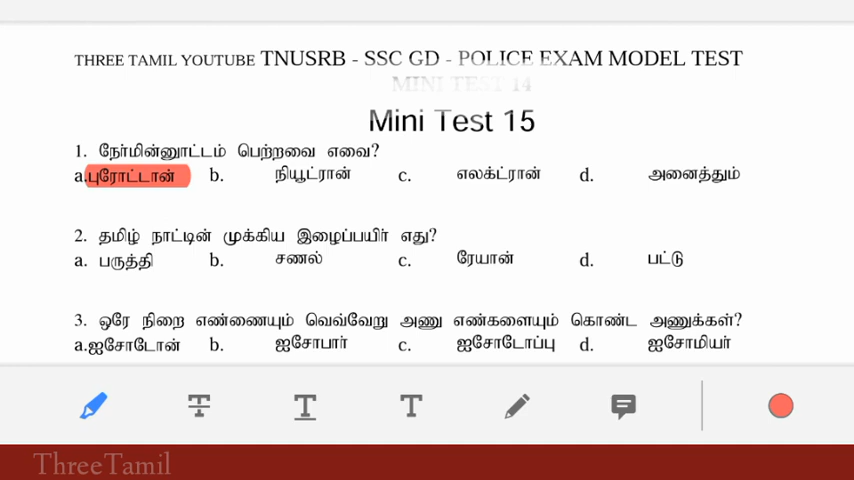 THREE TAMIL YOUTUBE TNUSRB - SSC GD - POLICE EXAM MODEL TEST
MINI TEST 14
Mini Test 15
1. நேர்மின்னூட்டம் பெற்றவை எவை?
a.புரோட்டான் b. நியூட்ரான் c. எலக்ட்ரான் d. அனைத்தும்
2. தமிழ் நாட்டின் முக்கிய இழைப்பயிர் எது?
a. பருத்தி b. சணல் c. ரேயான் d. பட்டு
3. ஒரே நிறை எண்ணையும் வெவ்வேறு அணு எண்களையும் கொண்ட அணுக்கள்?
a.ஐசோடோன் b. ஐசோபார் c. ஐசோடோப்பு d. ஐசோமியர்
T T T
ThreeTamil